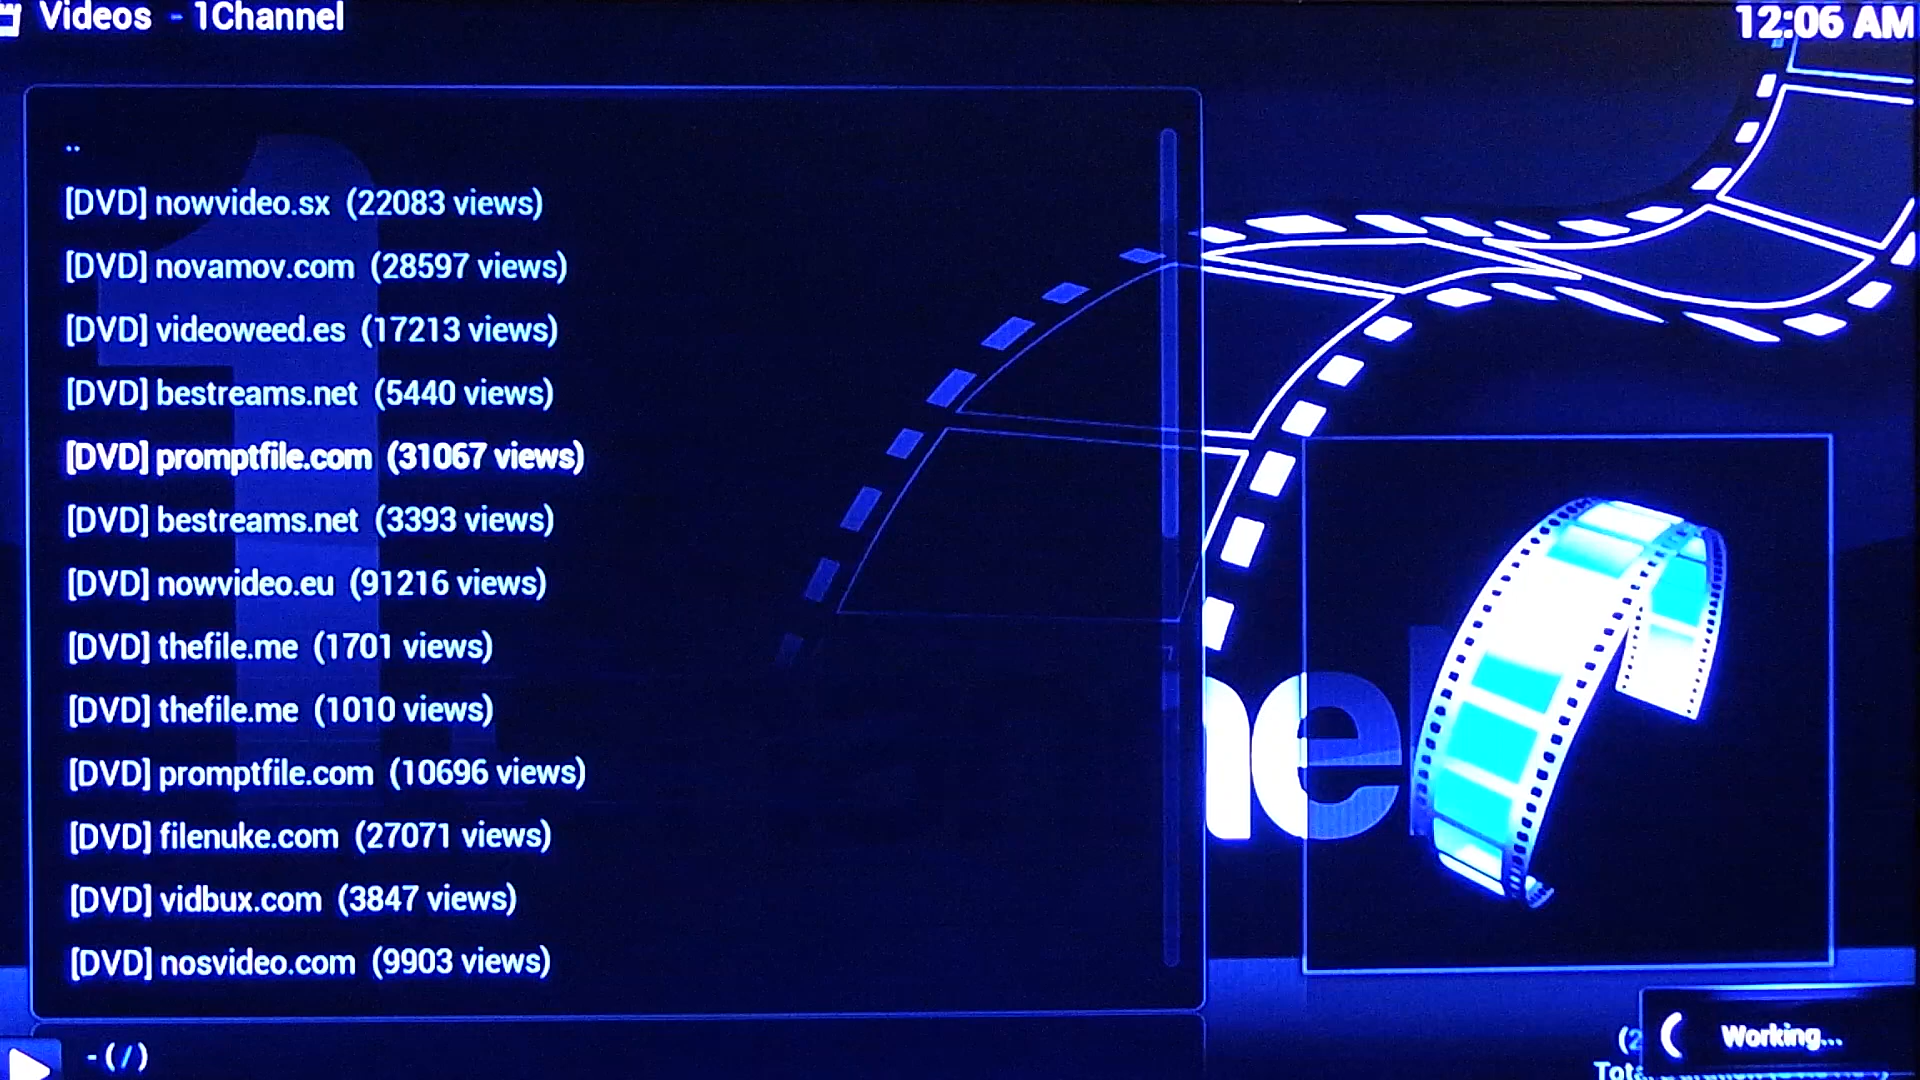 Videos - 1Channel
12:06 AM
..
[DVD] nowvideo.sx (22083 views)
[DVD] novamov.com (28597 views)
[DVD] videoweed.es (17213 views)
[DVD] bestreams.net (5440 views)
[DVD] promptfile.com (31067 views)
[DVD] bestreams.net (3393 views)
[DVD] nowvideo.eu (91216 views)
[DVD] thefile.me (1701 views)
[DVD] thefile.me (1010 views)
[DVD] promptfile.com (10696 views)
[DVD] filenuke.com (27071 views)
[DVD] vidbux.com (3847 views)
[DVD] nosvideo.com (9903 views)
1
ne
- (/)
(2
Working...